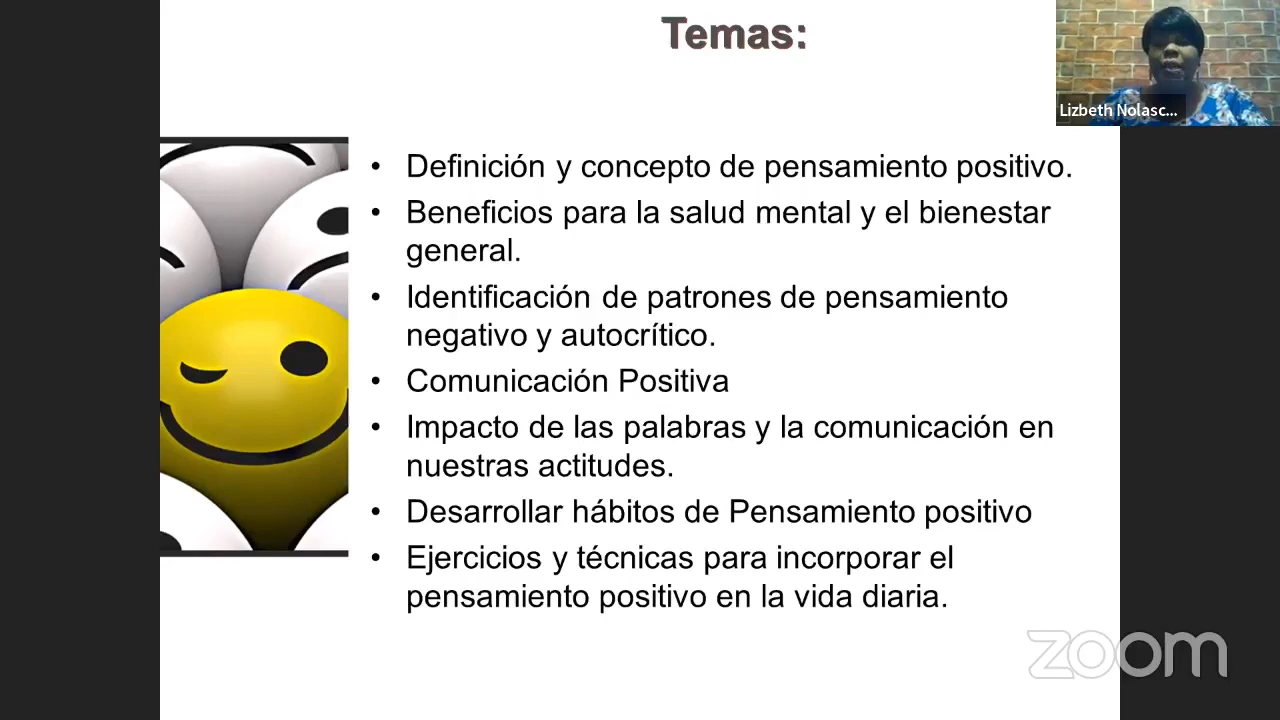 Temas:
Lizbeth Nolasc...
• Definición y concepto de pensamiento positivo.
• Beneficios para la salud mental y el bienestar
general.
• Identificación de patrones de pensamiento
negativo y autocrítico.
• Comunicación Positiva
• Impacto de las palabras y la comunicación en
nuestras actitudes.
• Desarrollar hábitos de Pensamiento positivo
• Ejercicios y técnicas para incorporar el
pensamiento positivo en la vida diaria.
zoom